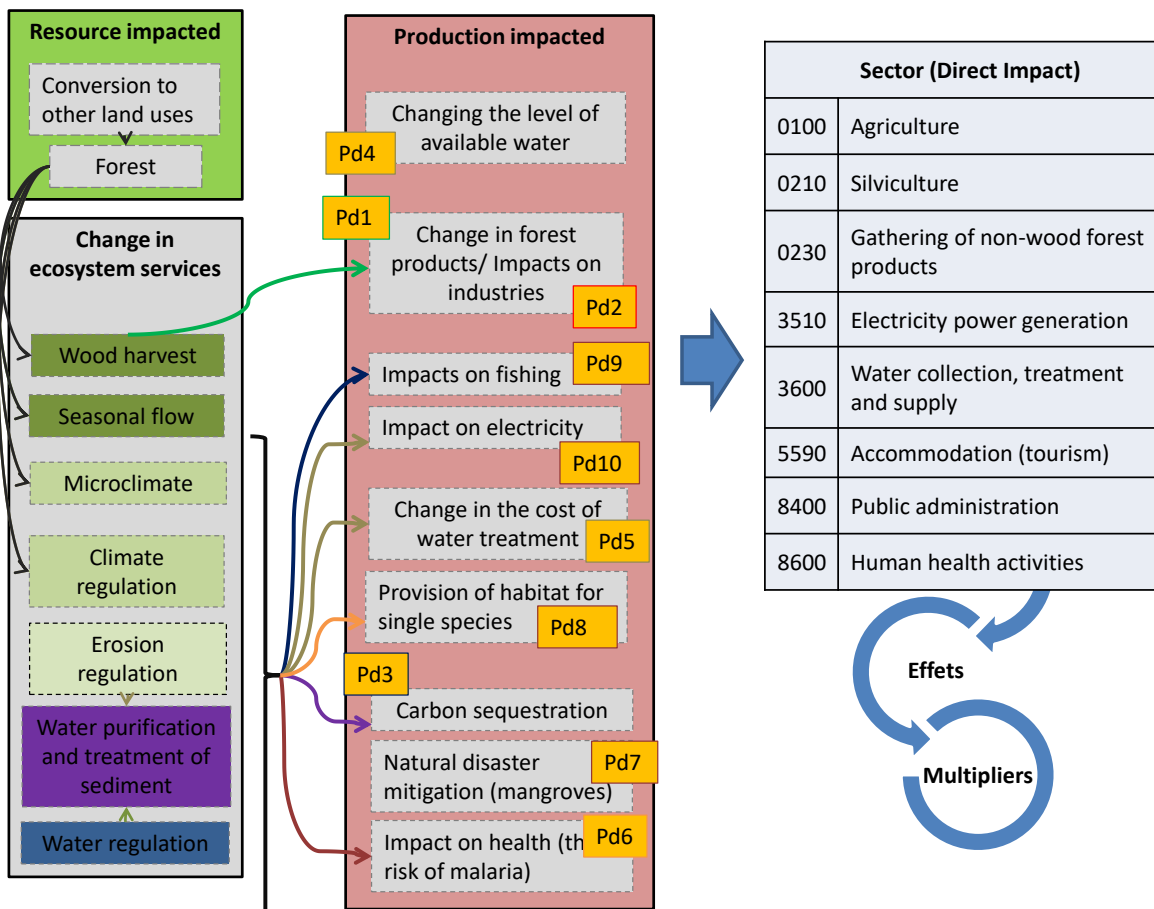 Resource impacted
Conversion to
other land uses
Forest
Change in
ecosystem services
Wood harvest
Seasonal flow
Microclimate
Climate
regulation
Erosion
regulation
Water purification
and treatment of
sediment
Water regulation
Production impacted
Changing the level of
available water
Pd4
Pd1
Change in forest
products/ Impacts on
industries
Pd2
Pd9
Impacts on fishing
Impact on electricity
Pd10
Change in the cost of
water treatment
Pd5
Provision of habitat for
single species
Pd8
Pd3
Carbon sequestration
Natural disaster
mitigation (mangroves)
Pd7
Impact on health (th
risk of malaria)
Pd6
Sector (Direct Impact)
0100 Agriculture
0210 Silviculture
0230 Gathering of non-wood forest
products
3510 Electricity power generation
3600 Water collection, treatment
and supply
5590 Accommodation (tourism)
8400 Public administration
8600 Human health activities
Effets
Multipliers